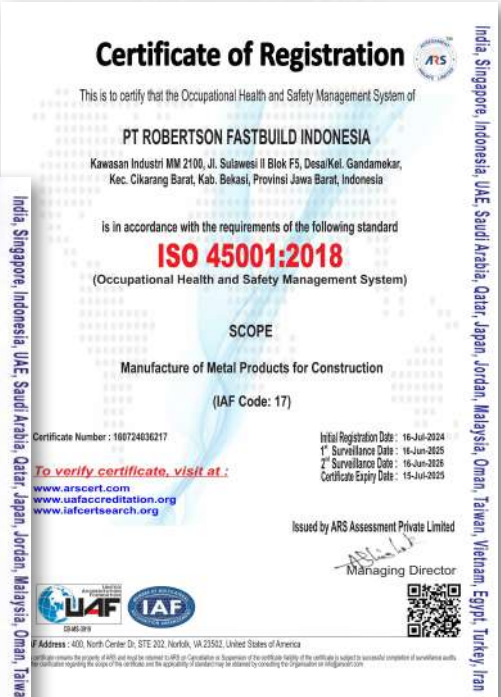 Certificate of Registration
ARS
This is to certify that the Occupational Health and Safety Management System of
PT ROBERTSON FASTBUILD INDONESIA
Kawasan Industri MM 2100, Jl. Sulawesi II Blok F5, Desa/Kel. Gandamekar,
Kec. Cikarang Barat, Kab. Bekasi, Provinsi Jawa Barat, Indonesia
is in accordance with the requirements of the following standard
ISO 45001:2018
(Occupational Health and Safety Management System)
SCOPE
Manufacture of Metal Products for Construction
(IAF Code: 17)
Certificate Number : 160724036217
To verify certificate, visit at :
www.arscert.com
www.uafaccreditation.org
www.iafcertsearch.org
Initial Registration Date : 16-Jul-2024
1st Surveillance Date : 16-Jun-2025
2nd Surveillance Date : 16-Jun-2026
Certificate Expiry Date : 15-Jul-2025
Issued by ARS Assessment Private Limited
Managing Director
UAF
IAF
F Address : 400, North Center Dr, STE 202, Norfolk, VA 23502, United States of America
India, Singapore, Indonesia, UAE, Saudi Arabia, Qatar, Japan, Jordan, Malaysia, Oman, Taiwan, Vietnam, Egypt, Turkey, Iran
India, Singapore, Indonesia, UAE, Saudi Arabia, Qatar, Japan, Jordan, Malaysia, Oman, Taiwa